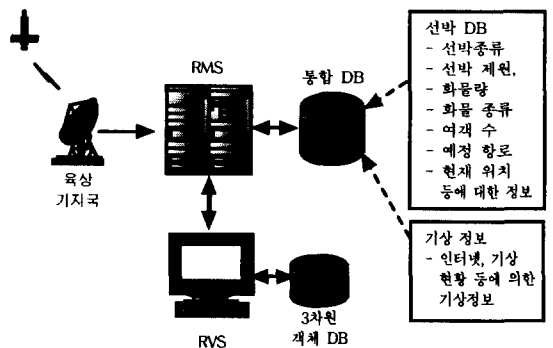 선박 DB
- 선박종류
- 선박 제원,
- 화물량
- 화물 종류
- 여객 수
- 예정 항로
- 현재 위치
등에 대한 정보
RMS
통합 DB
육상
기지국
기상 정보
- 인터넷, 기상
현황 등에 의한
기상정보
RVS
3차원
객체 DB